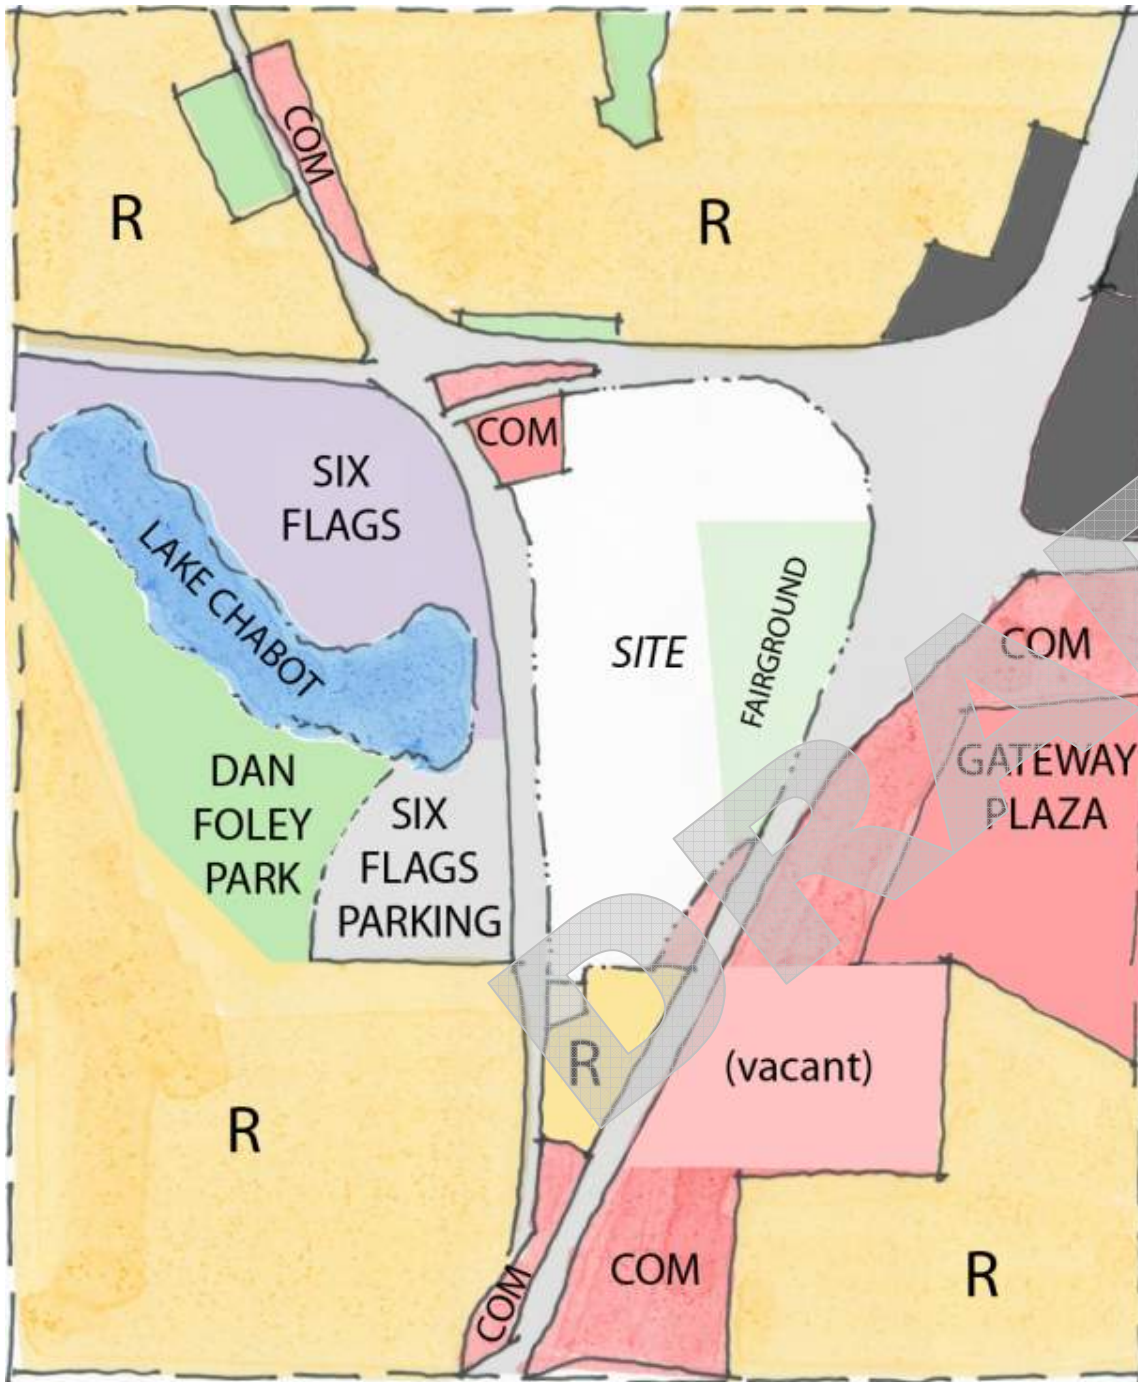 COM
R
R
COM
SIX
FLAGS
LAKE CHABOT
SITE
FAIRGROUND
COM
GATEWAY
PLAZA
DAN
FOLEY
PARK
SIX
FLAGS
PARKING
R
(vacant)
R
COM
COM
R
DRA